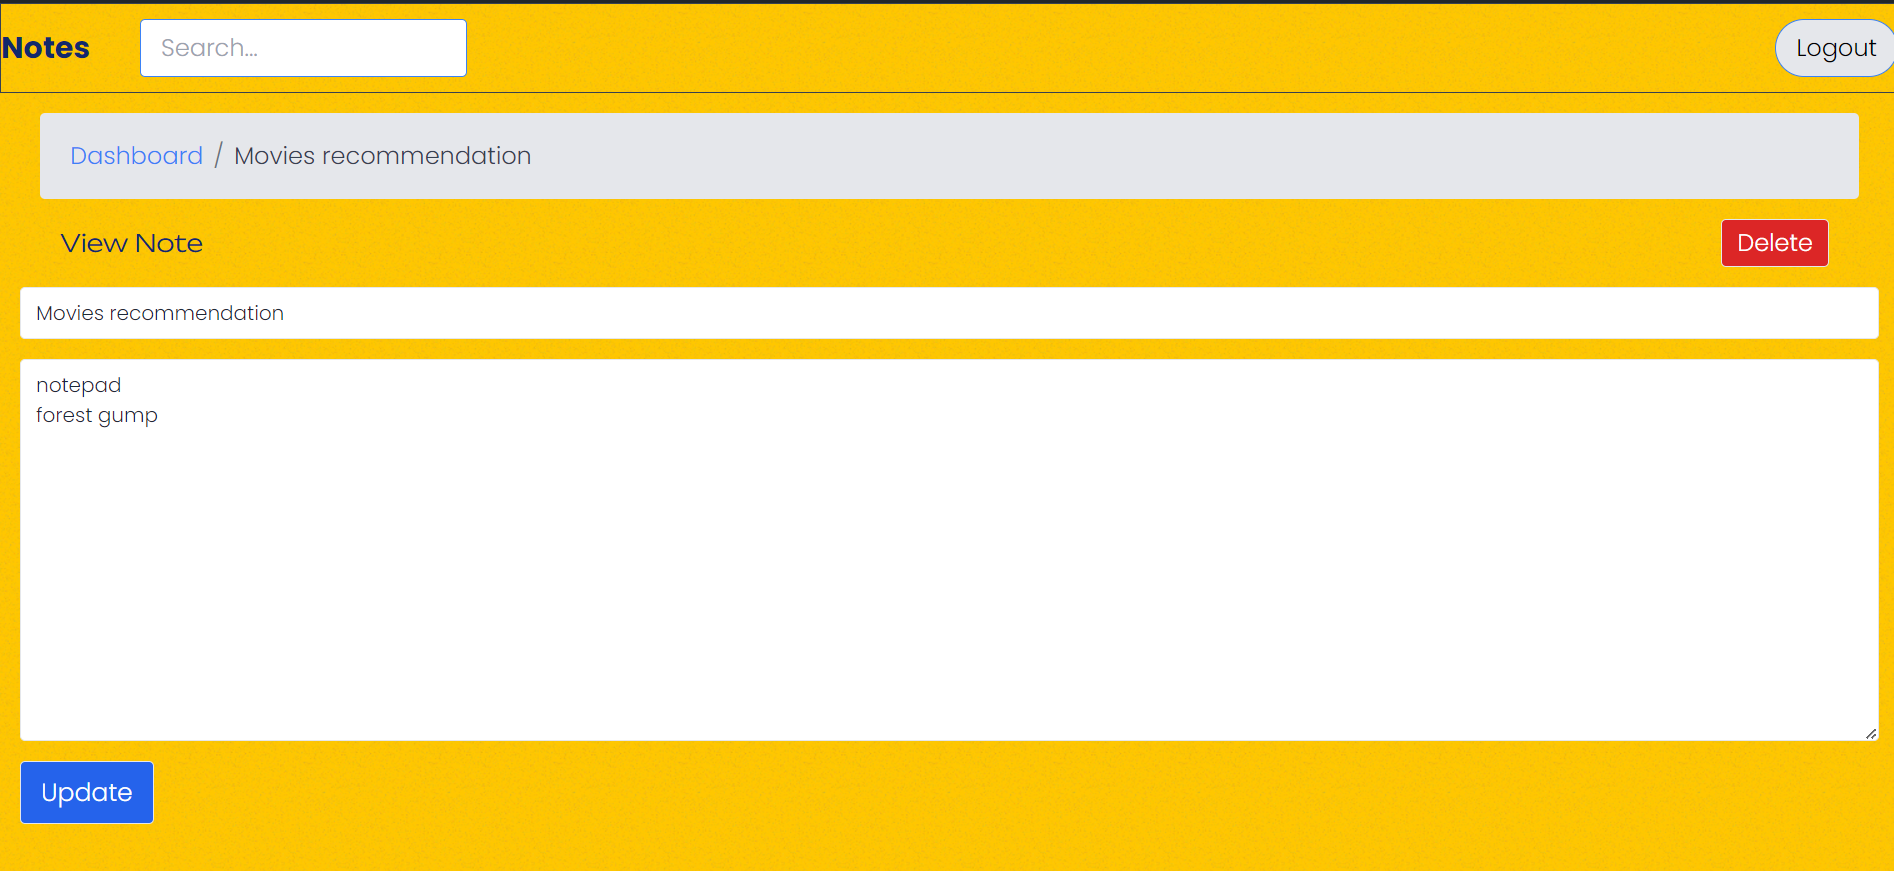 Notes Search... Logout
Dashboard / Movies recommendation
View Note Delete
Movies recommendation
notepad
forest gump
Update